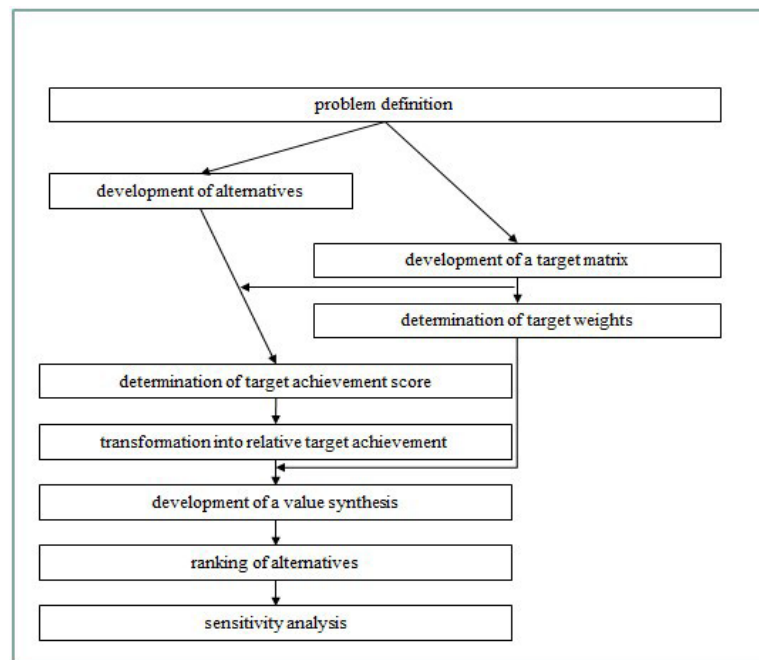 problem definition
development of alternatives
development of a target matrix
determination of target weights
determination of target achievement score
transformation into relative target achievement
development of a value synthesis
ranking of alternatives
sensitivity analysis